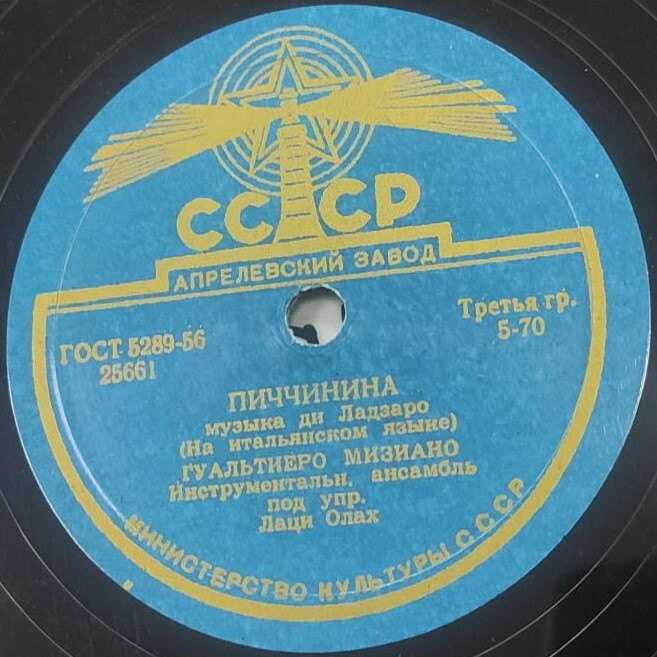 СССР
АПРЕЛЕВСКИЙ ЗАВОД
ГОСТ 5289-56
25661
Третья гр.
5-70
ПИЧЧИНИНА
музыка ди Ладзаро
(На итальянском языке)
ГУАЛЬТИЕРО МИЗИАНО
Инструментальн. ансамбль
под упр.
Лаци Олах
МИНИСТЕРСТВО КУЛЬТУРЫ СССР